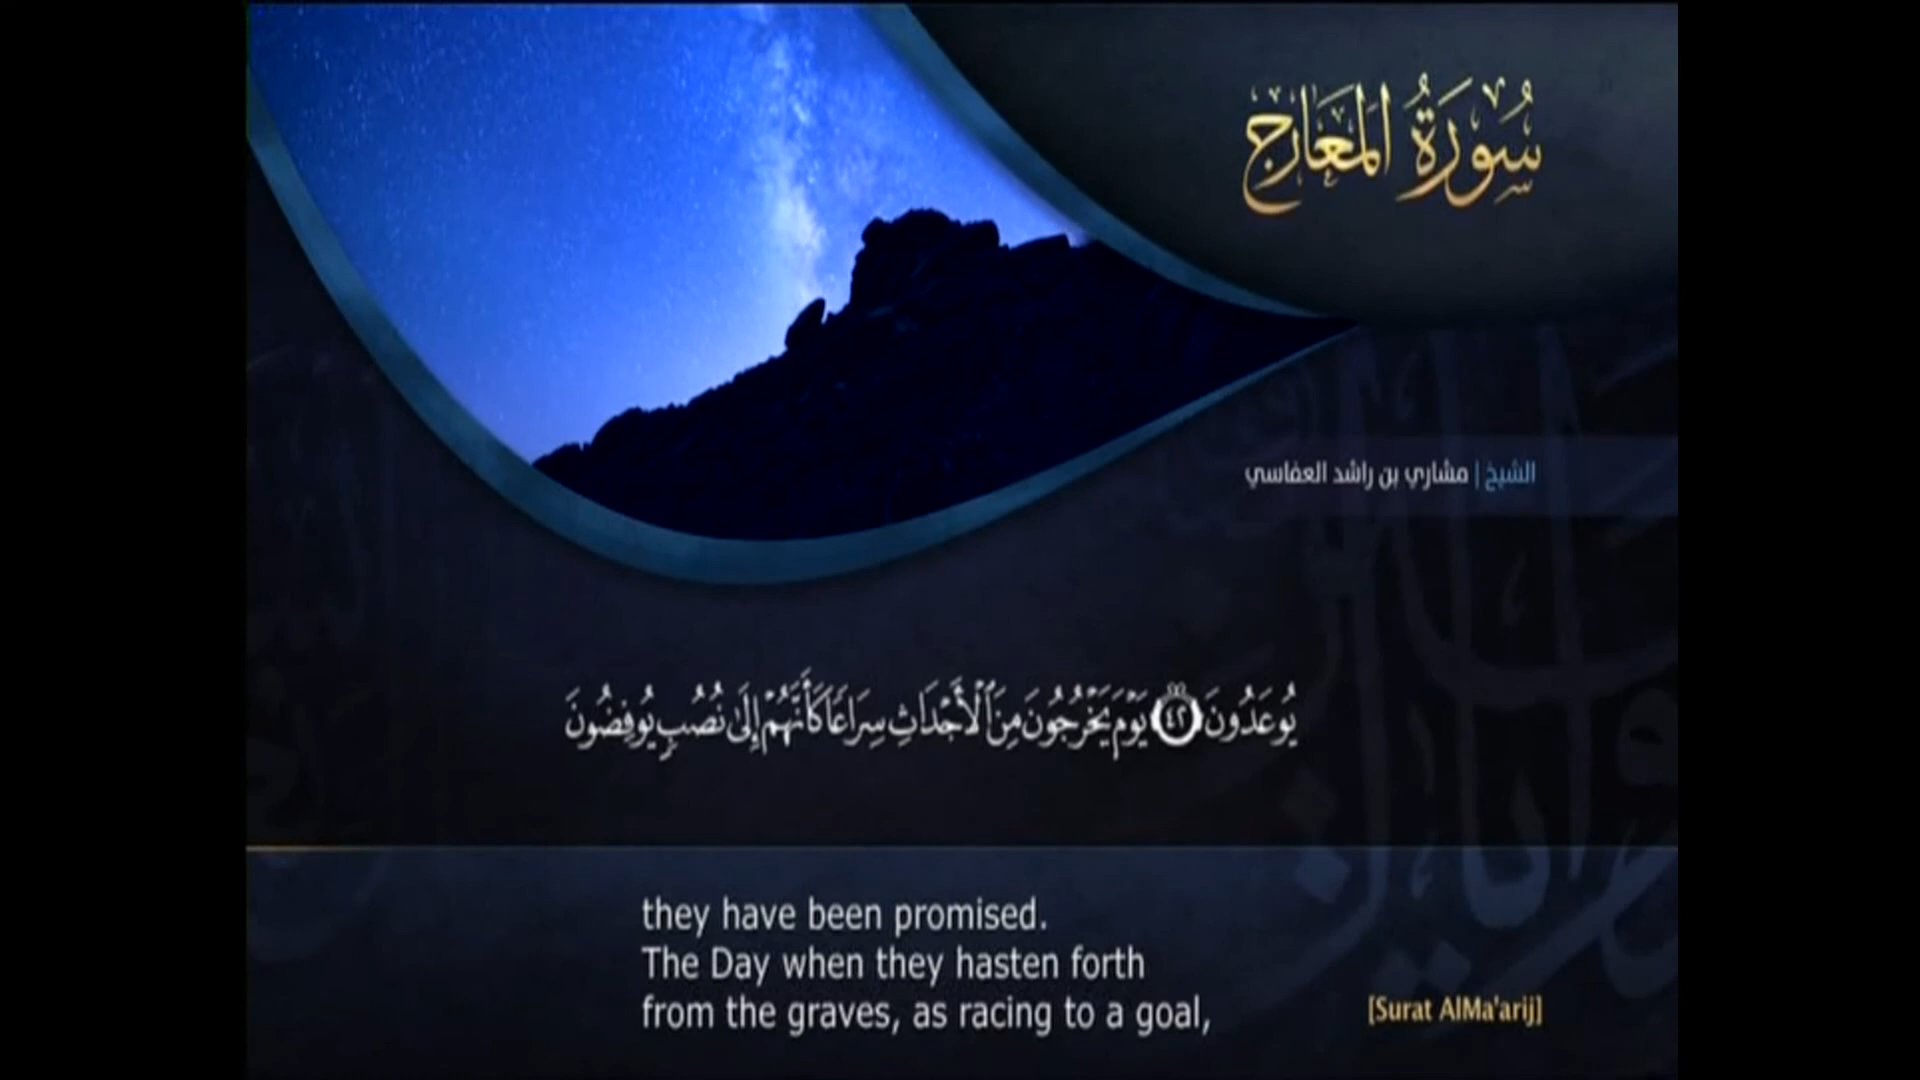 سُورَةُ المَعَارِجِ
الشيخ | مشاري بن راشد العفاسي
يُوعَدُونَ ٤٢ يَوْمَ يَخْرُجُونَ مِنَ ٱلْأَجْدَاثِ سِرَاعًا كَأَنَّهُمْ إِلَىٰ نُصُبٍ يُوفِضُونَ
they have been promised.
The Day when they hasten forth
from the graves, as racing to a goal,
[Surat AlMa'arij]